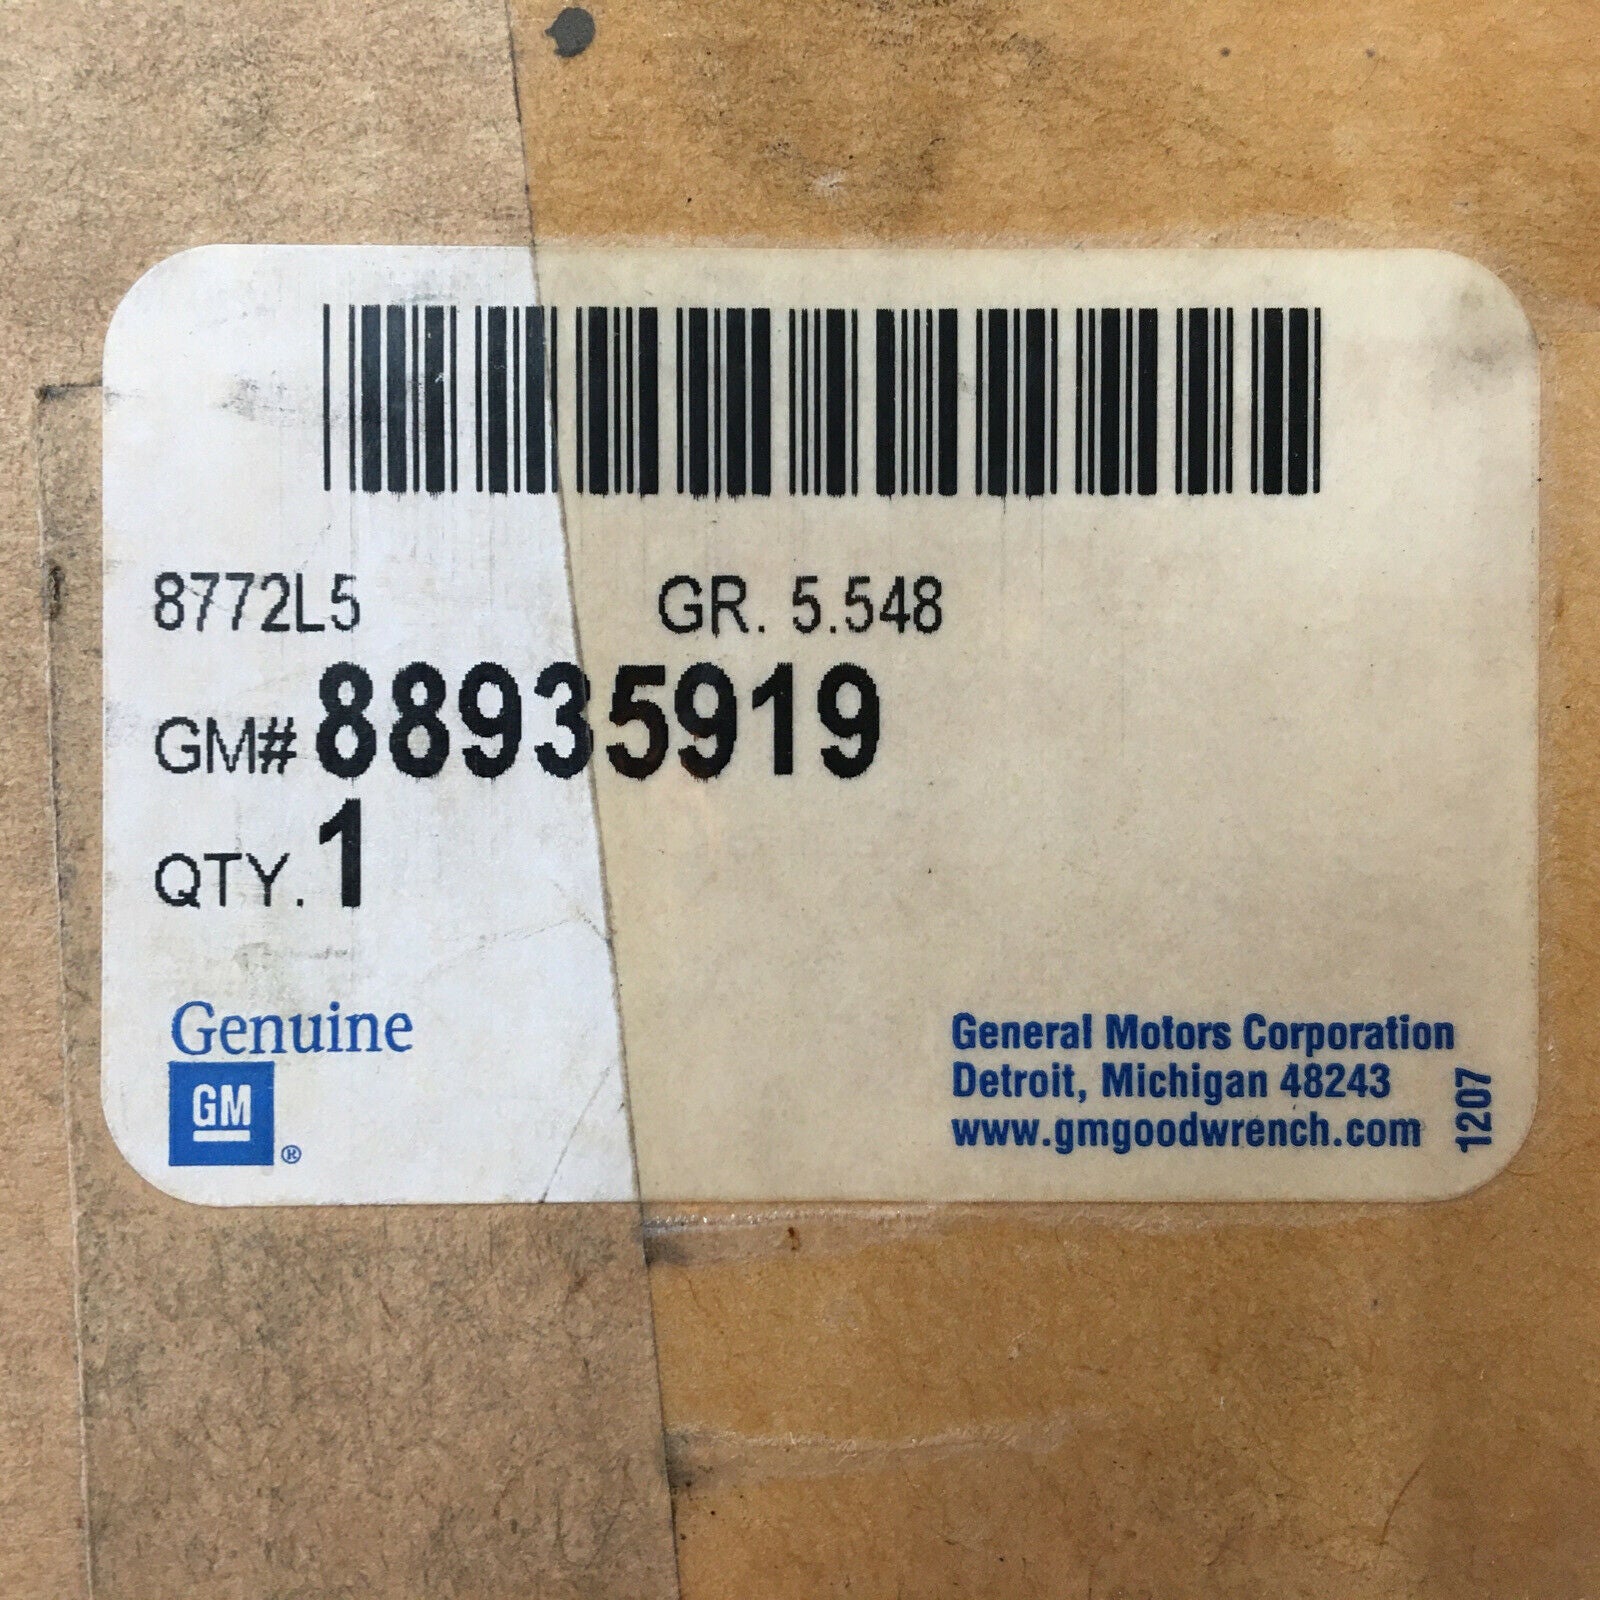 8772L5 GR. 5.548
GM# 88935919
QTY. 1
Genuine
GM®
General Motors Corporation
Detroit, Michigan 48243
www.gmgoodwrench.com
1207